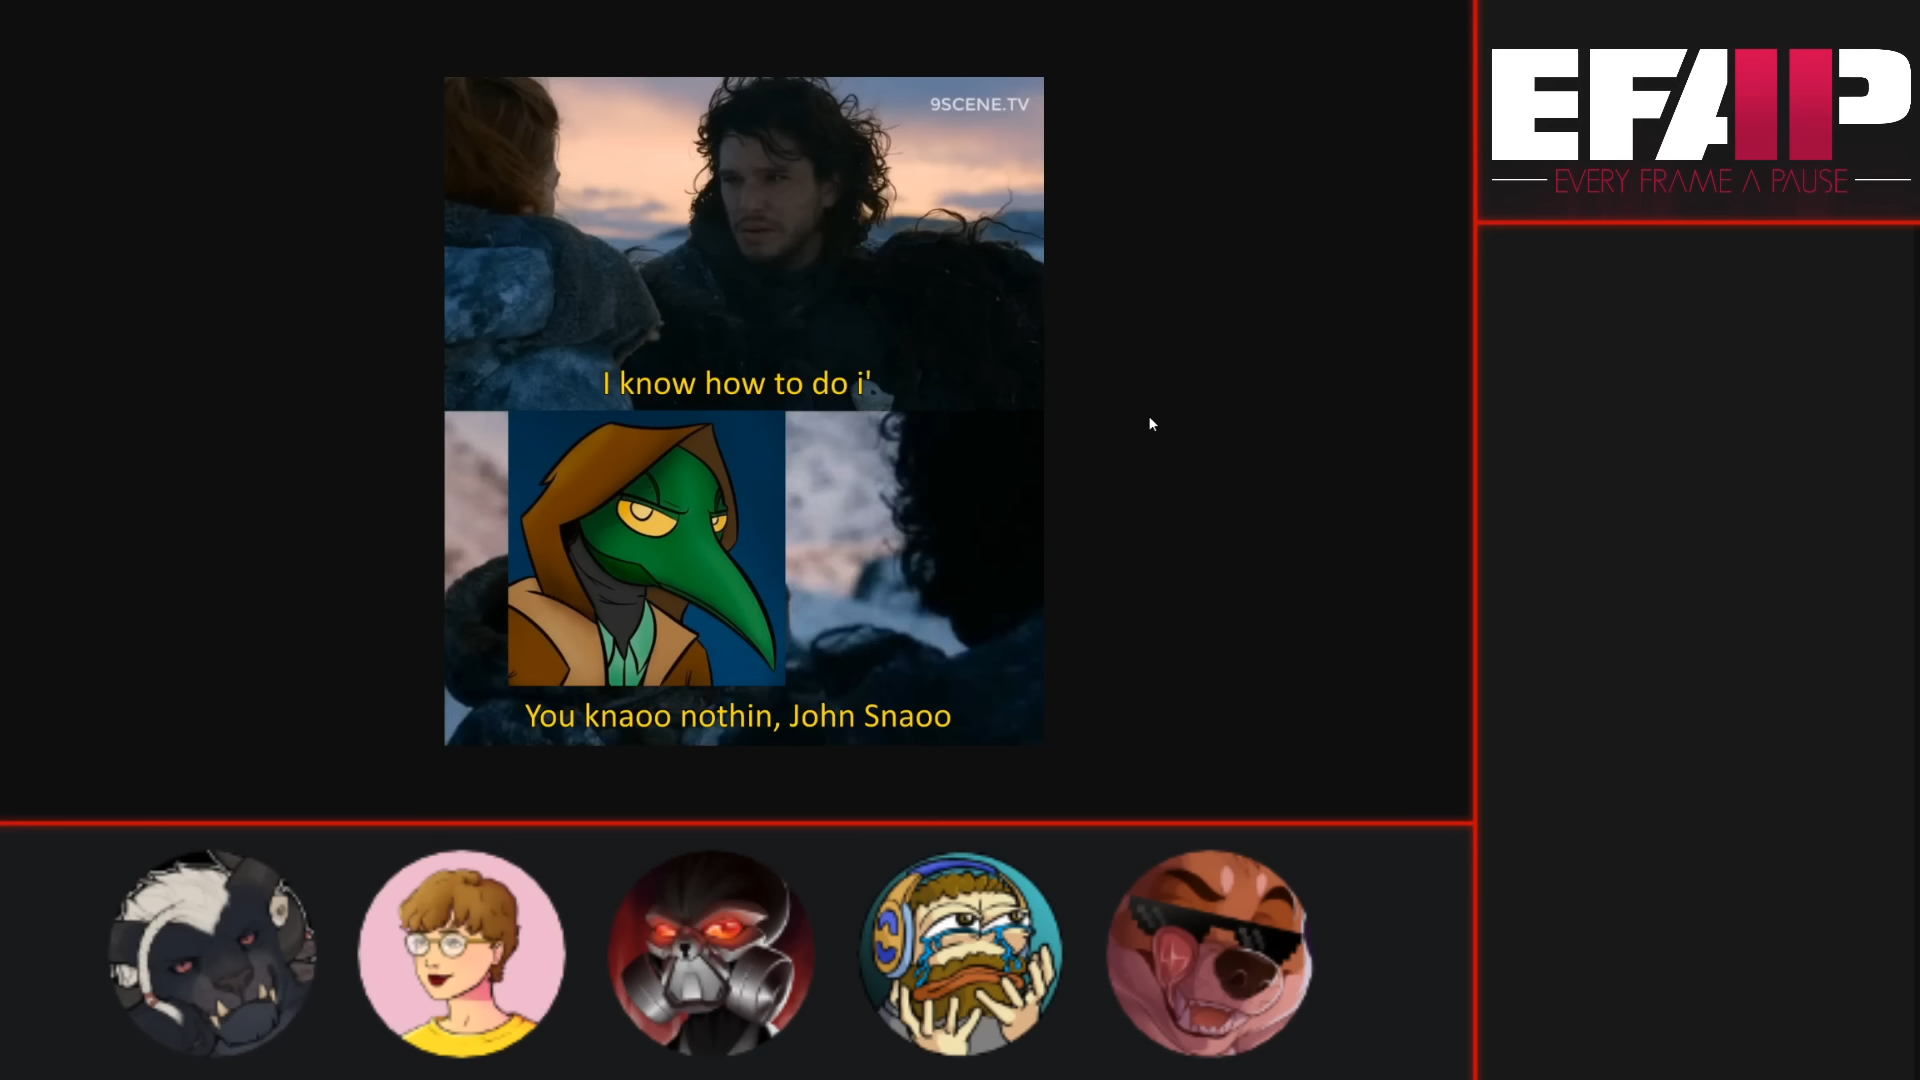 9SCENE.TV
I know how to do i'
You knaoo nothin, John Snaoo
EFAP
EVERY FRAME A PAUSE